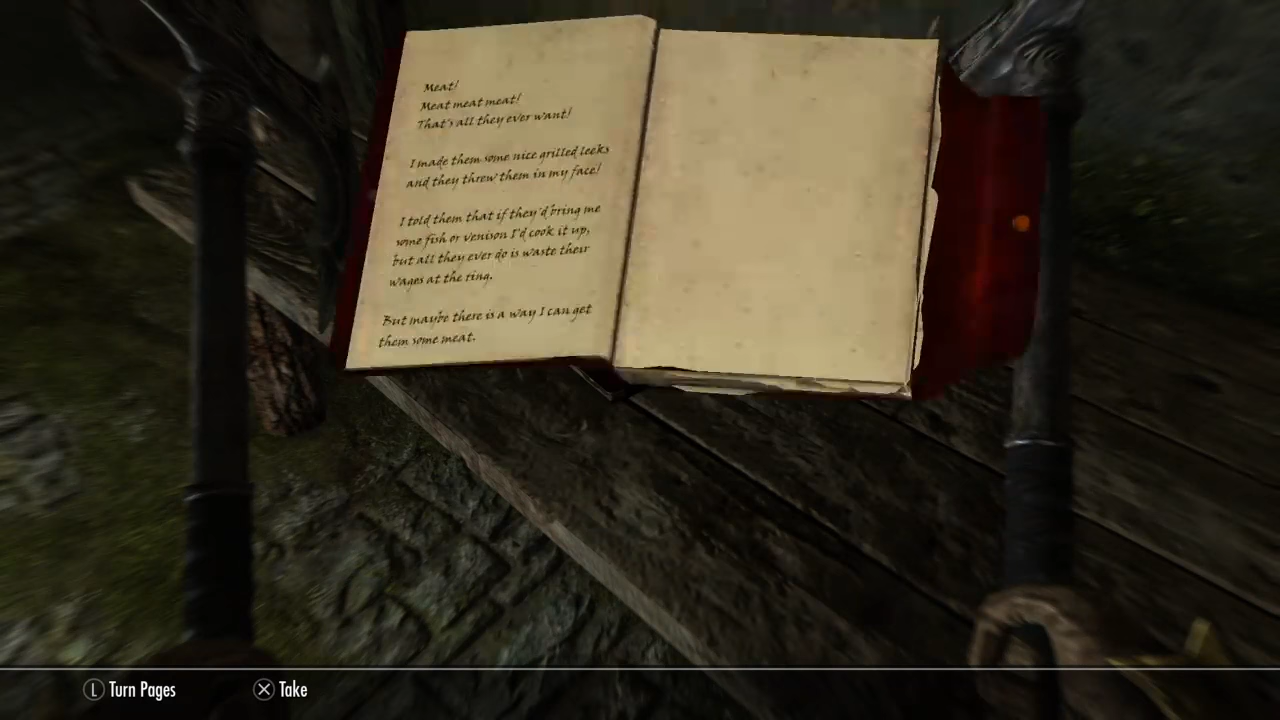 Meat!
Meat meat meat!
That's all they ever want!
I made them some nice grilled leeks
and they threw them in my face!
I told them that if they'd bring me
some fish or venison I'd cook it up,
but all they ever do is waste their
wages at the ring.
But maybe there is a way I can get
them some meat.
L Turn Pages
X Take